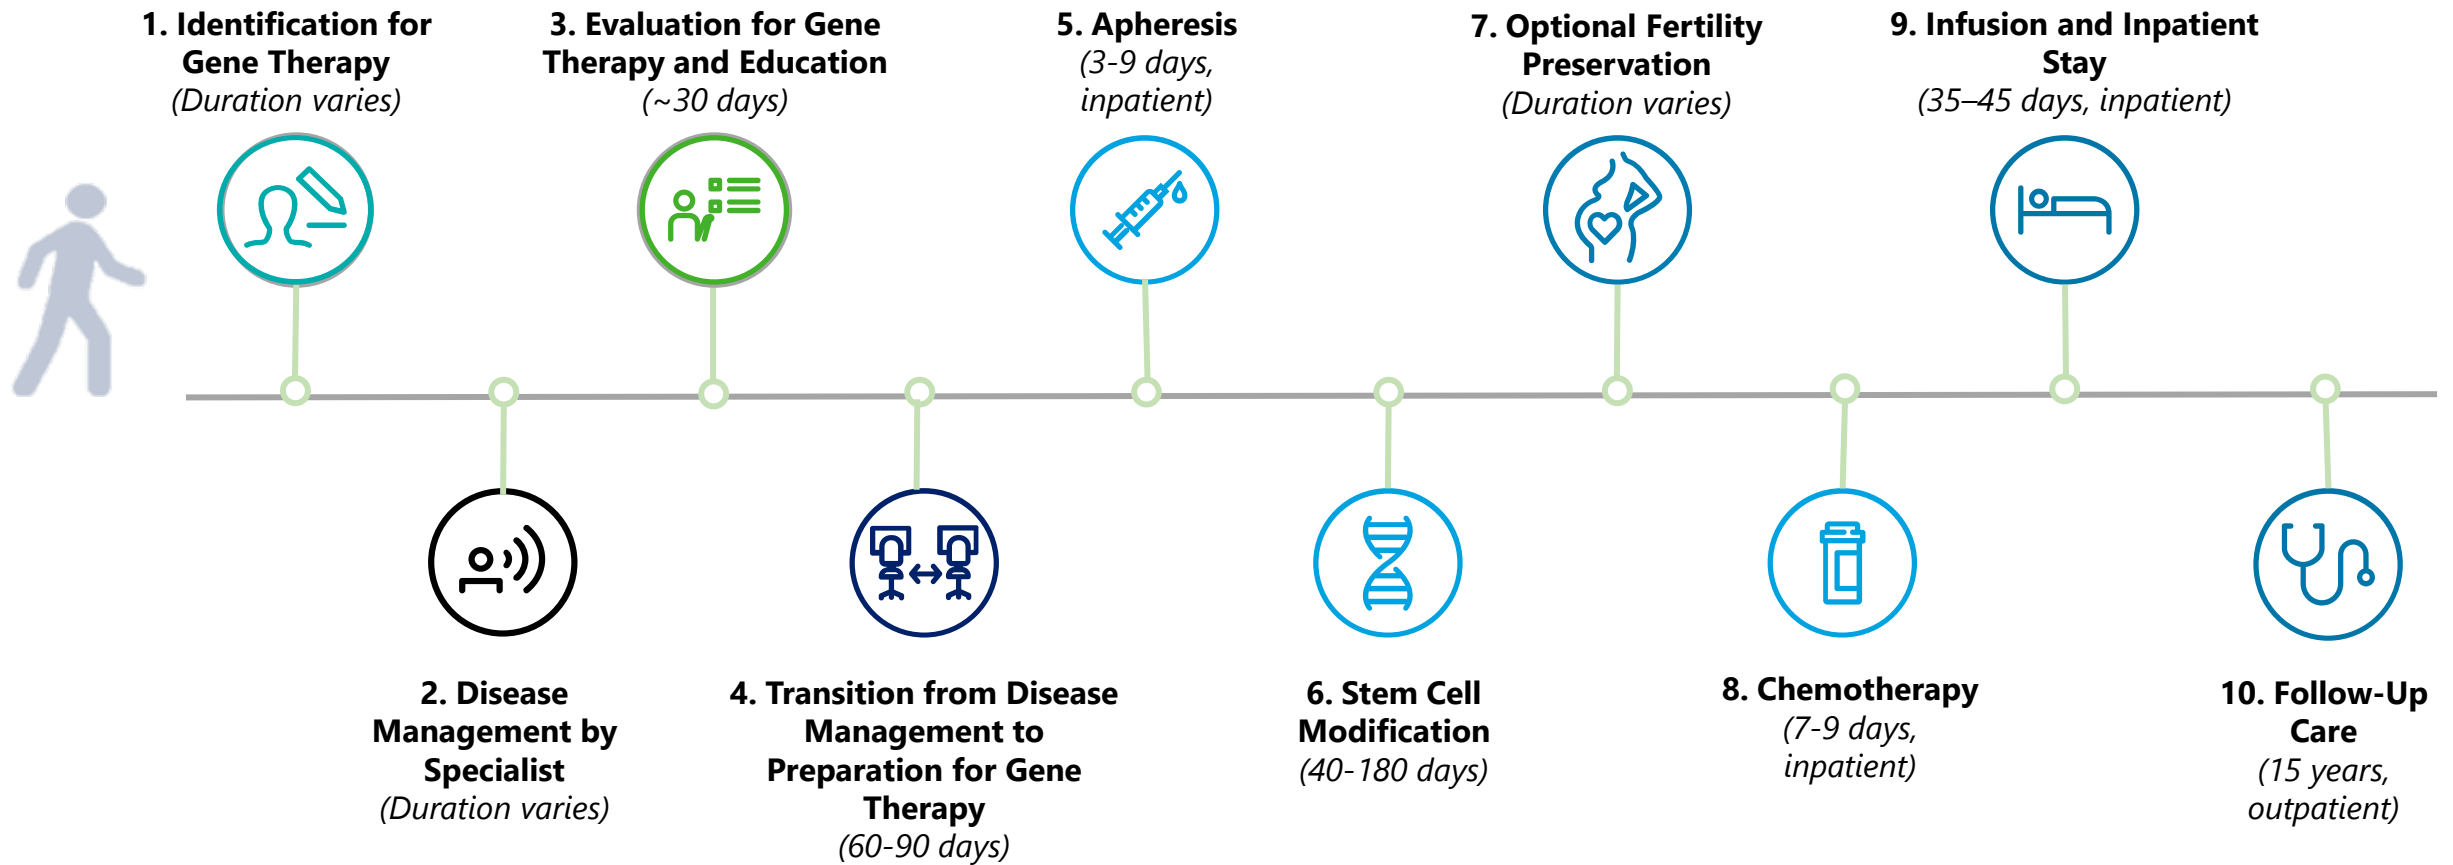 1. Identification for
Gene Therapy
(Duration varies)
2. Disease
Management by
Specialist
(Duration varies)
3. Evaluation for Gene
Therapy and Education
(~30 days)
4. Transition from Disease
Management to
Preparation for Gene
Therapy
(60-90 days)
5. Apheresis
(3-9 days,
inpatient)
6. Stem Cell
Modification
(40-180 days)
7. Optional Fertility
Preservation
(Duration varies)
8. Chemotherapy
(7-9 days,
inpatient)
9. Infusion and Inpatient
Stay
(35–45 days, inpatient)
10. Follow-Up
Care
(15 years,
outpatient)